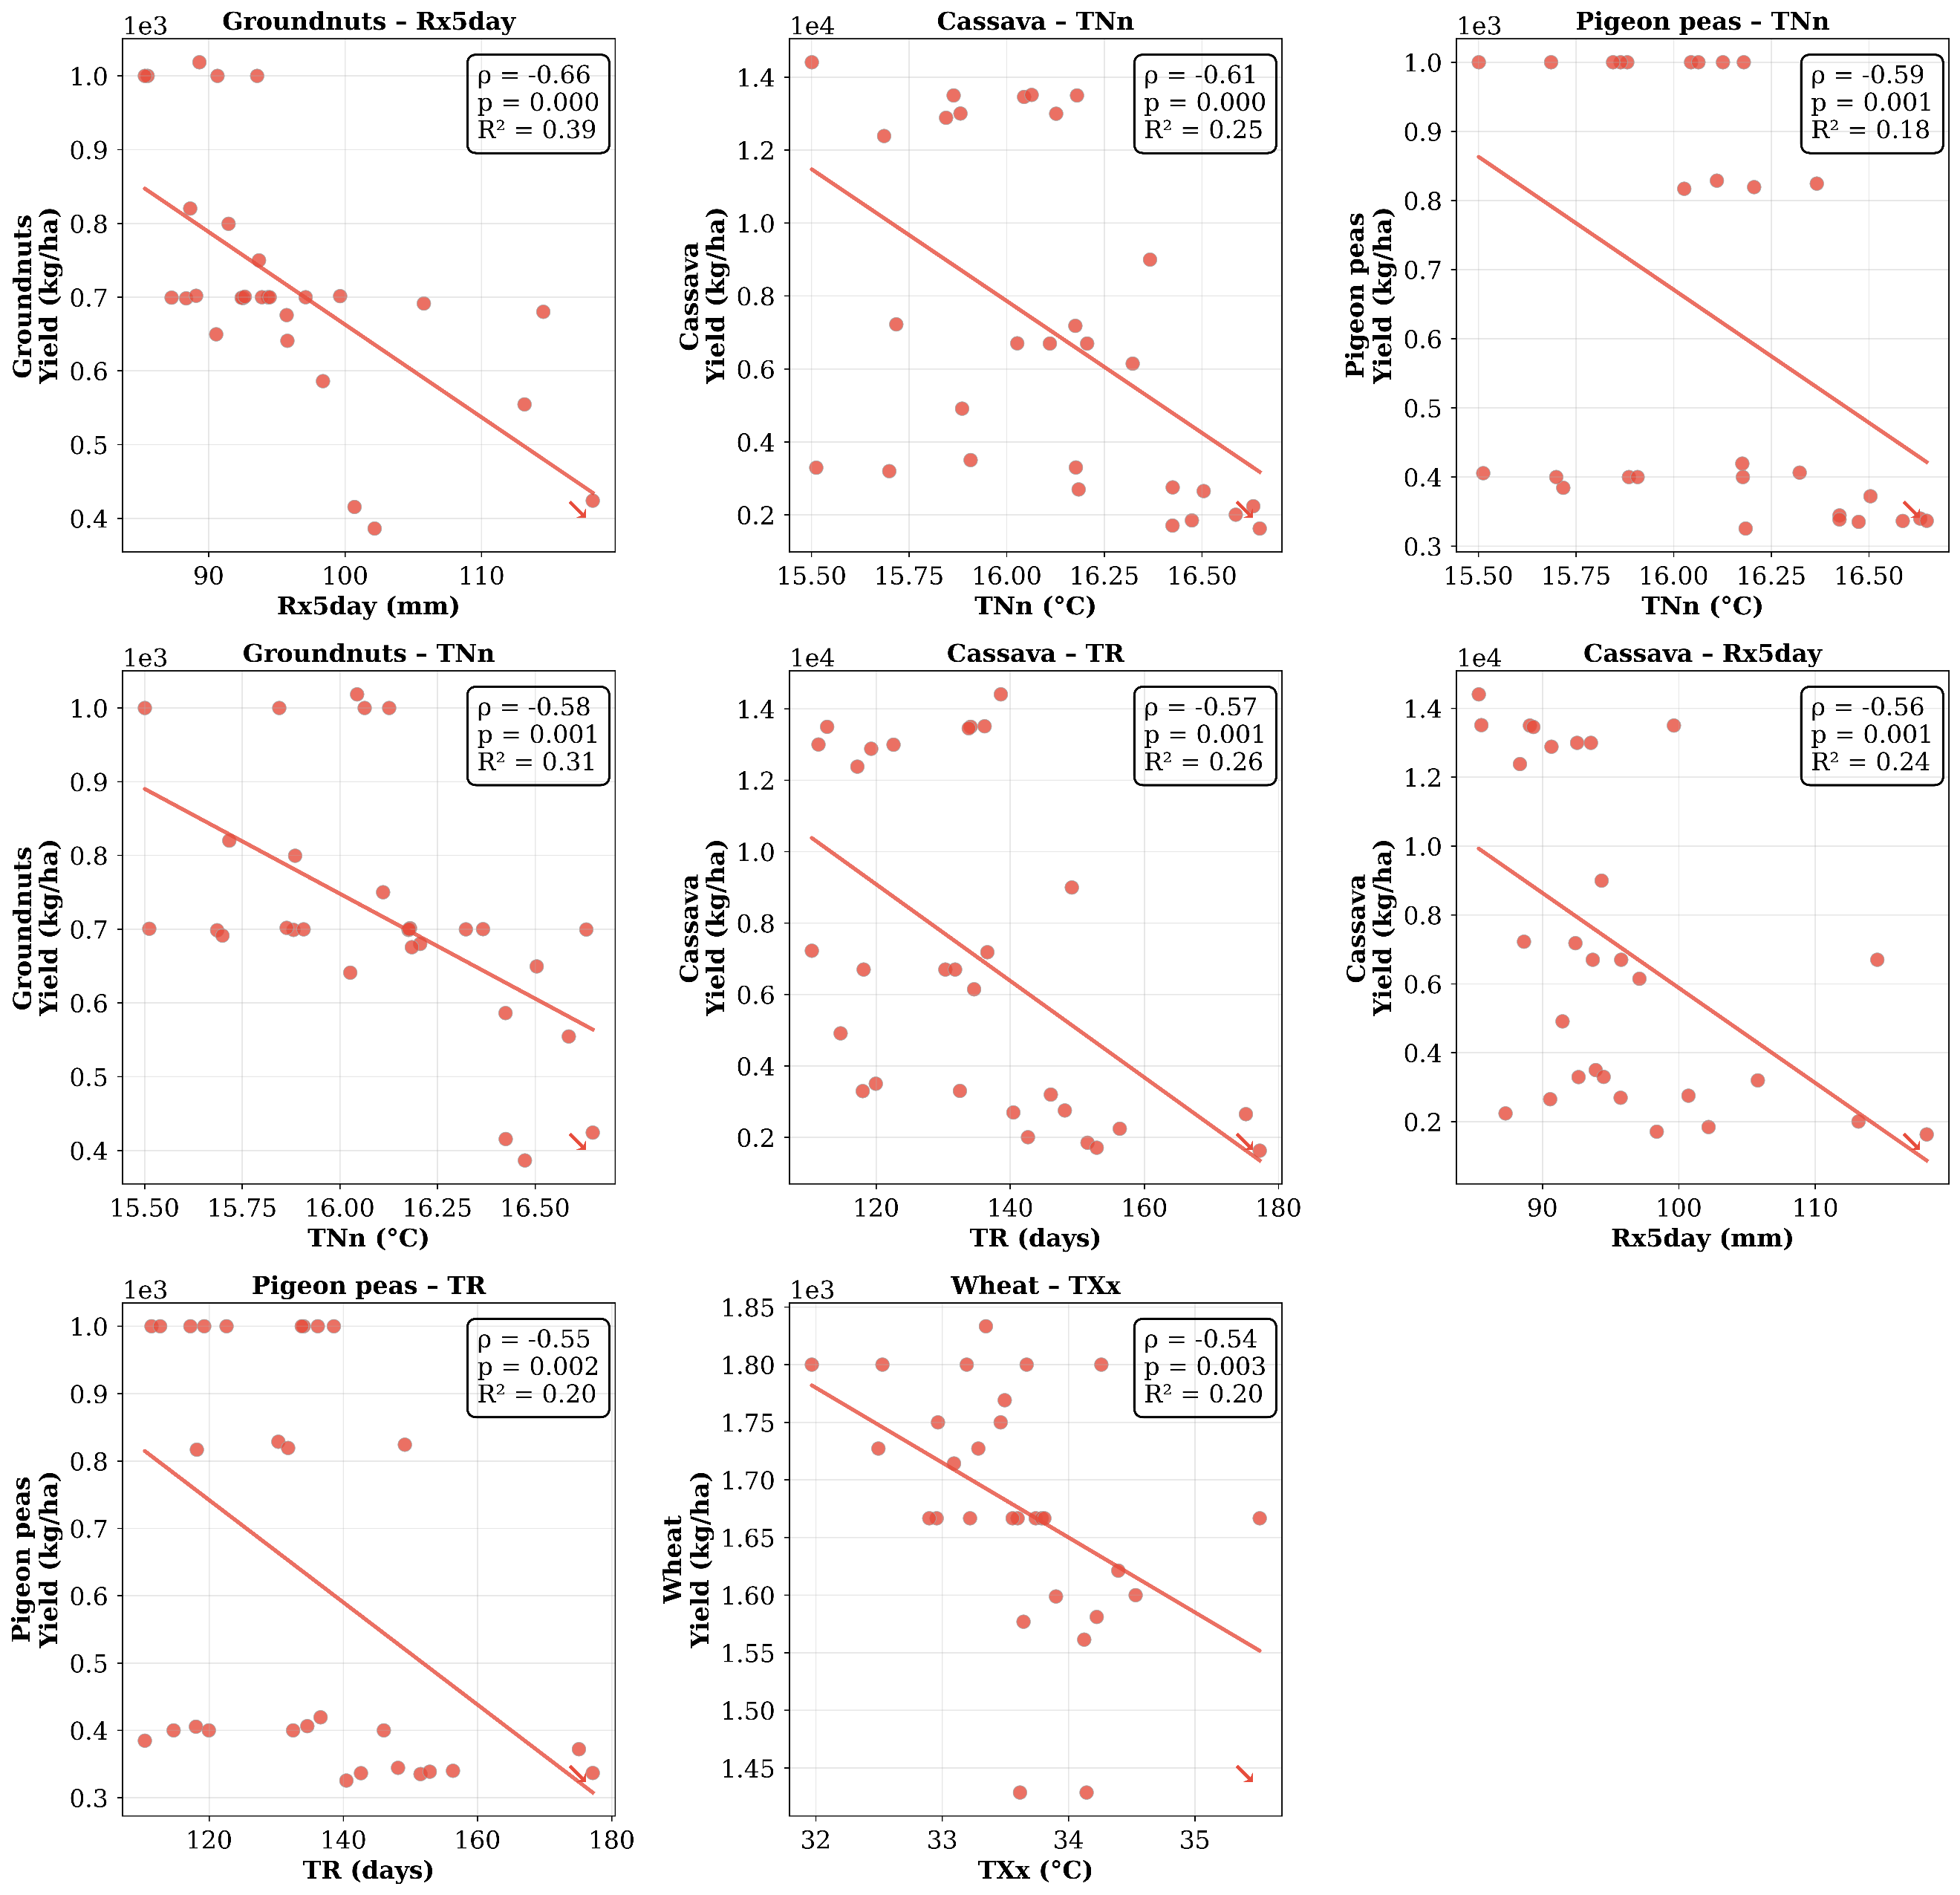 Groundnuts – Rx5day
1e3
ρ = -0.66
p = 0.000
R² = 0.39
1.0
0.9
0.8
0.7
0.6
0.5
0.4
Groundnuts
Yield (kg/ha)
90 100 110
Rx5day (mm)
Cassava – TNn
1e4
ρ = -0.61
p = 0.000
R² = 0.25
1.4
1.2
1.0
0.8
0.6
0.4
0.2
Cassava
Yield (kg/ha)
15.50 15.75 16.00 16.25 16.50
TNn (°C)
Pigeon peas – TNn
1e3
ρ = -0.59
p = 0.001
R² = 0.18
1.0
0.9
0.8
0.7
0.6
0.5
0.4
0.3
Pigeon peas
Yield (kg/ha)
15.50 15.75 16.00 16.25 16.50
TNn (°C)
Groundnuts – TNn
1e3
ρ = -0.58
p = 0.001
R² = 0.31
1.0
0.9
0.8
0.7
0.6
0.5
0.4
Groundnuts
Yield (kg/ha)
15.50 15.75 16.00 16.25 16.50
TNn (°C)
Cassava – TR
1e4
ρ = -0.57
p = 0.001
R² = 0.26
1.4
1.2
1.0
0.8
0.6
0.4
0.2
Cassava
Yield (kg/ha)
120 140 160 180
TR (days)
Cassava – Rx5day
1e4
ρ = -0.56
p = 0.001
R² = 0.24
1.4
1.2
1.0
0.8
0.6
0.4
0.2
Cassava
Yield (kg/ha)
90 100 110
Rx5day (mm)
Pigeon peas – TR
1e3
ρ = -0.55
p = 0.002
R² = 0.20
1.0
0.9
0.8
0.7
0.6
0.5
0.4
0.3
Pigeon peas
Yield (kg/ha)
120 140 160 180
TR (days)
Wheat – TXx
1e3
ρ = -0.54
p = 0.003
R² = 0.20
1.85
1.80
1.75
1.70
1.65
1.60
1.55
1.50
1.45
Wheat
Yield (kg/ha)
32 33 34 35
TXx (°C)